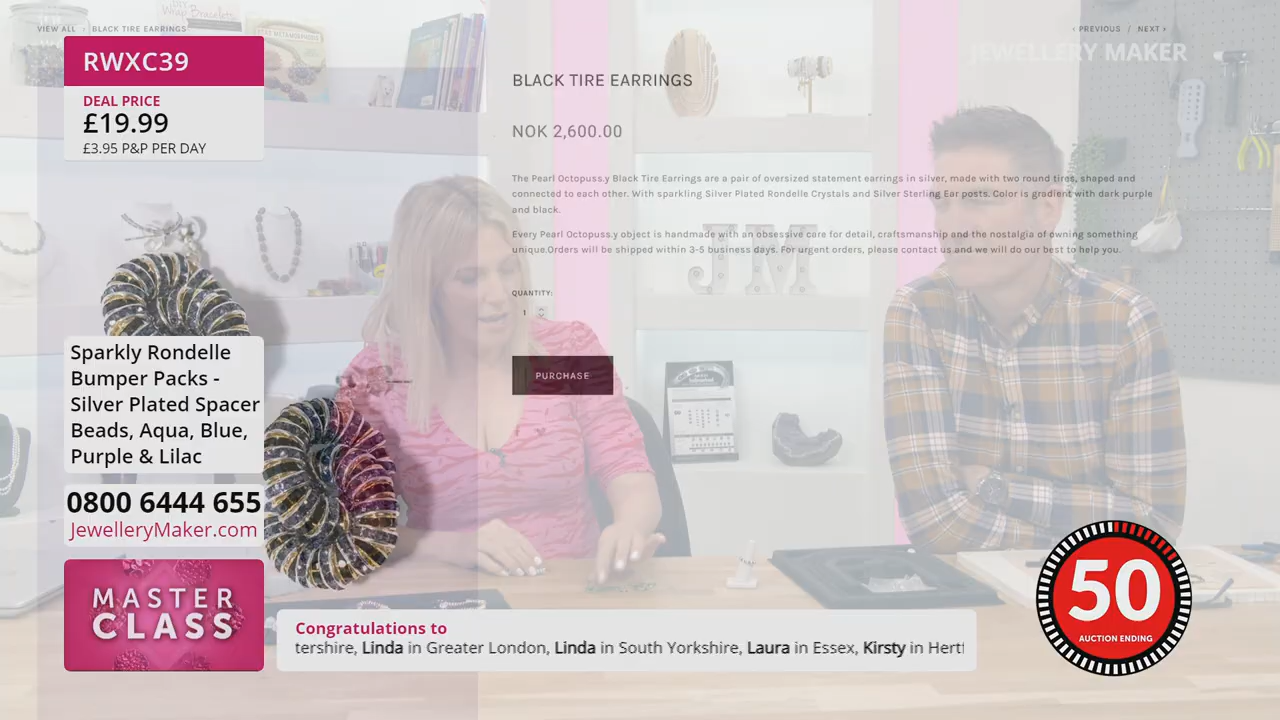 VIEW ALL / BLACK TIRE EARRINGS
‹ PREVIOUS / NEXT ›
JEWELLERY MAKER
RWXC39
DEAL PRICE
£19.99
£3.95 P&P PER DAY
BLACK TIRE EARRINGS
NOK 2,600.00
The Pearl Octopuss.y Black Tire Earrings are a pair of oversized statement earrings in silver, made with two round tires, shaped and
connected to each other. With sparkling Silver Plated Rondelle Crystals and Silver Sterling Ear posts. Color is gradient with dark purple
and black.
Every Pearl Octopuss.y object is handmade with an obsessive care for detail, craftsmanship and the nostalgia of owning something
unique.Orders will be shipped within 3-5 business days. For urgent orders, please contact us and we will do our best to help you.
JM
QUANTITY:
1
PURCHASE
Sparkly Rondelle
Bumper Packs -
Silver Plated Spacer
Beads, Aqua, Blue,
Purple & Lilac
0800 6444 655
JewelleryMaker.com
MASTER
CLASS
50
AUCTION ENDING
Congratulations to
tershire, Linda in Greater London, Linda in South Yorkshire, Laura in Essex, Kirsty in Hert